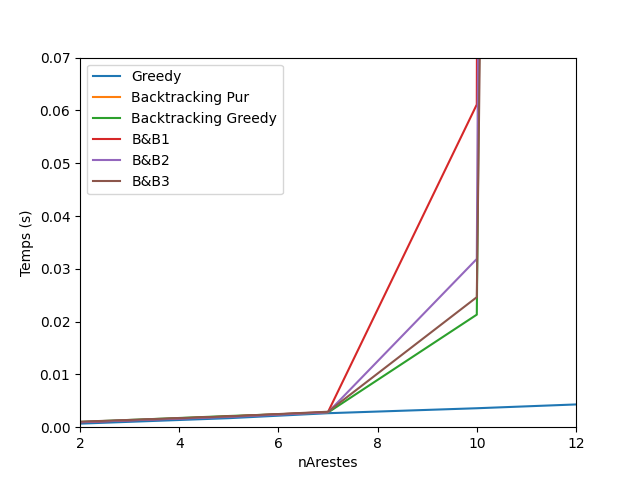 0.07
0.06
0.05
0.04
0.03
0.02
0.01
0.00
Temps (s)
Greedy
Backtracking Pur
Backtracking Greedy
B&B1
B&B2
B&B3
2 4 6 8 10 12
nArestes